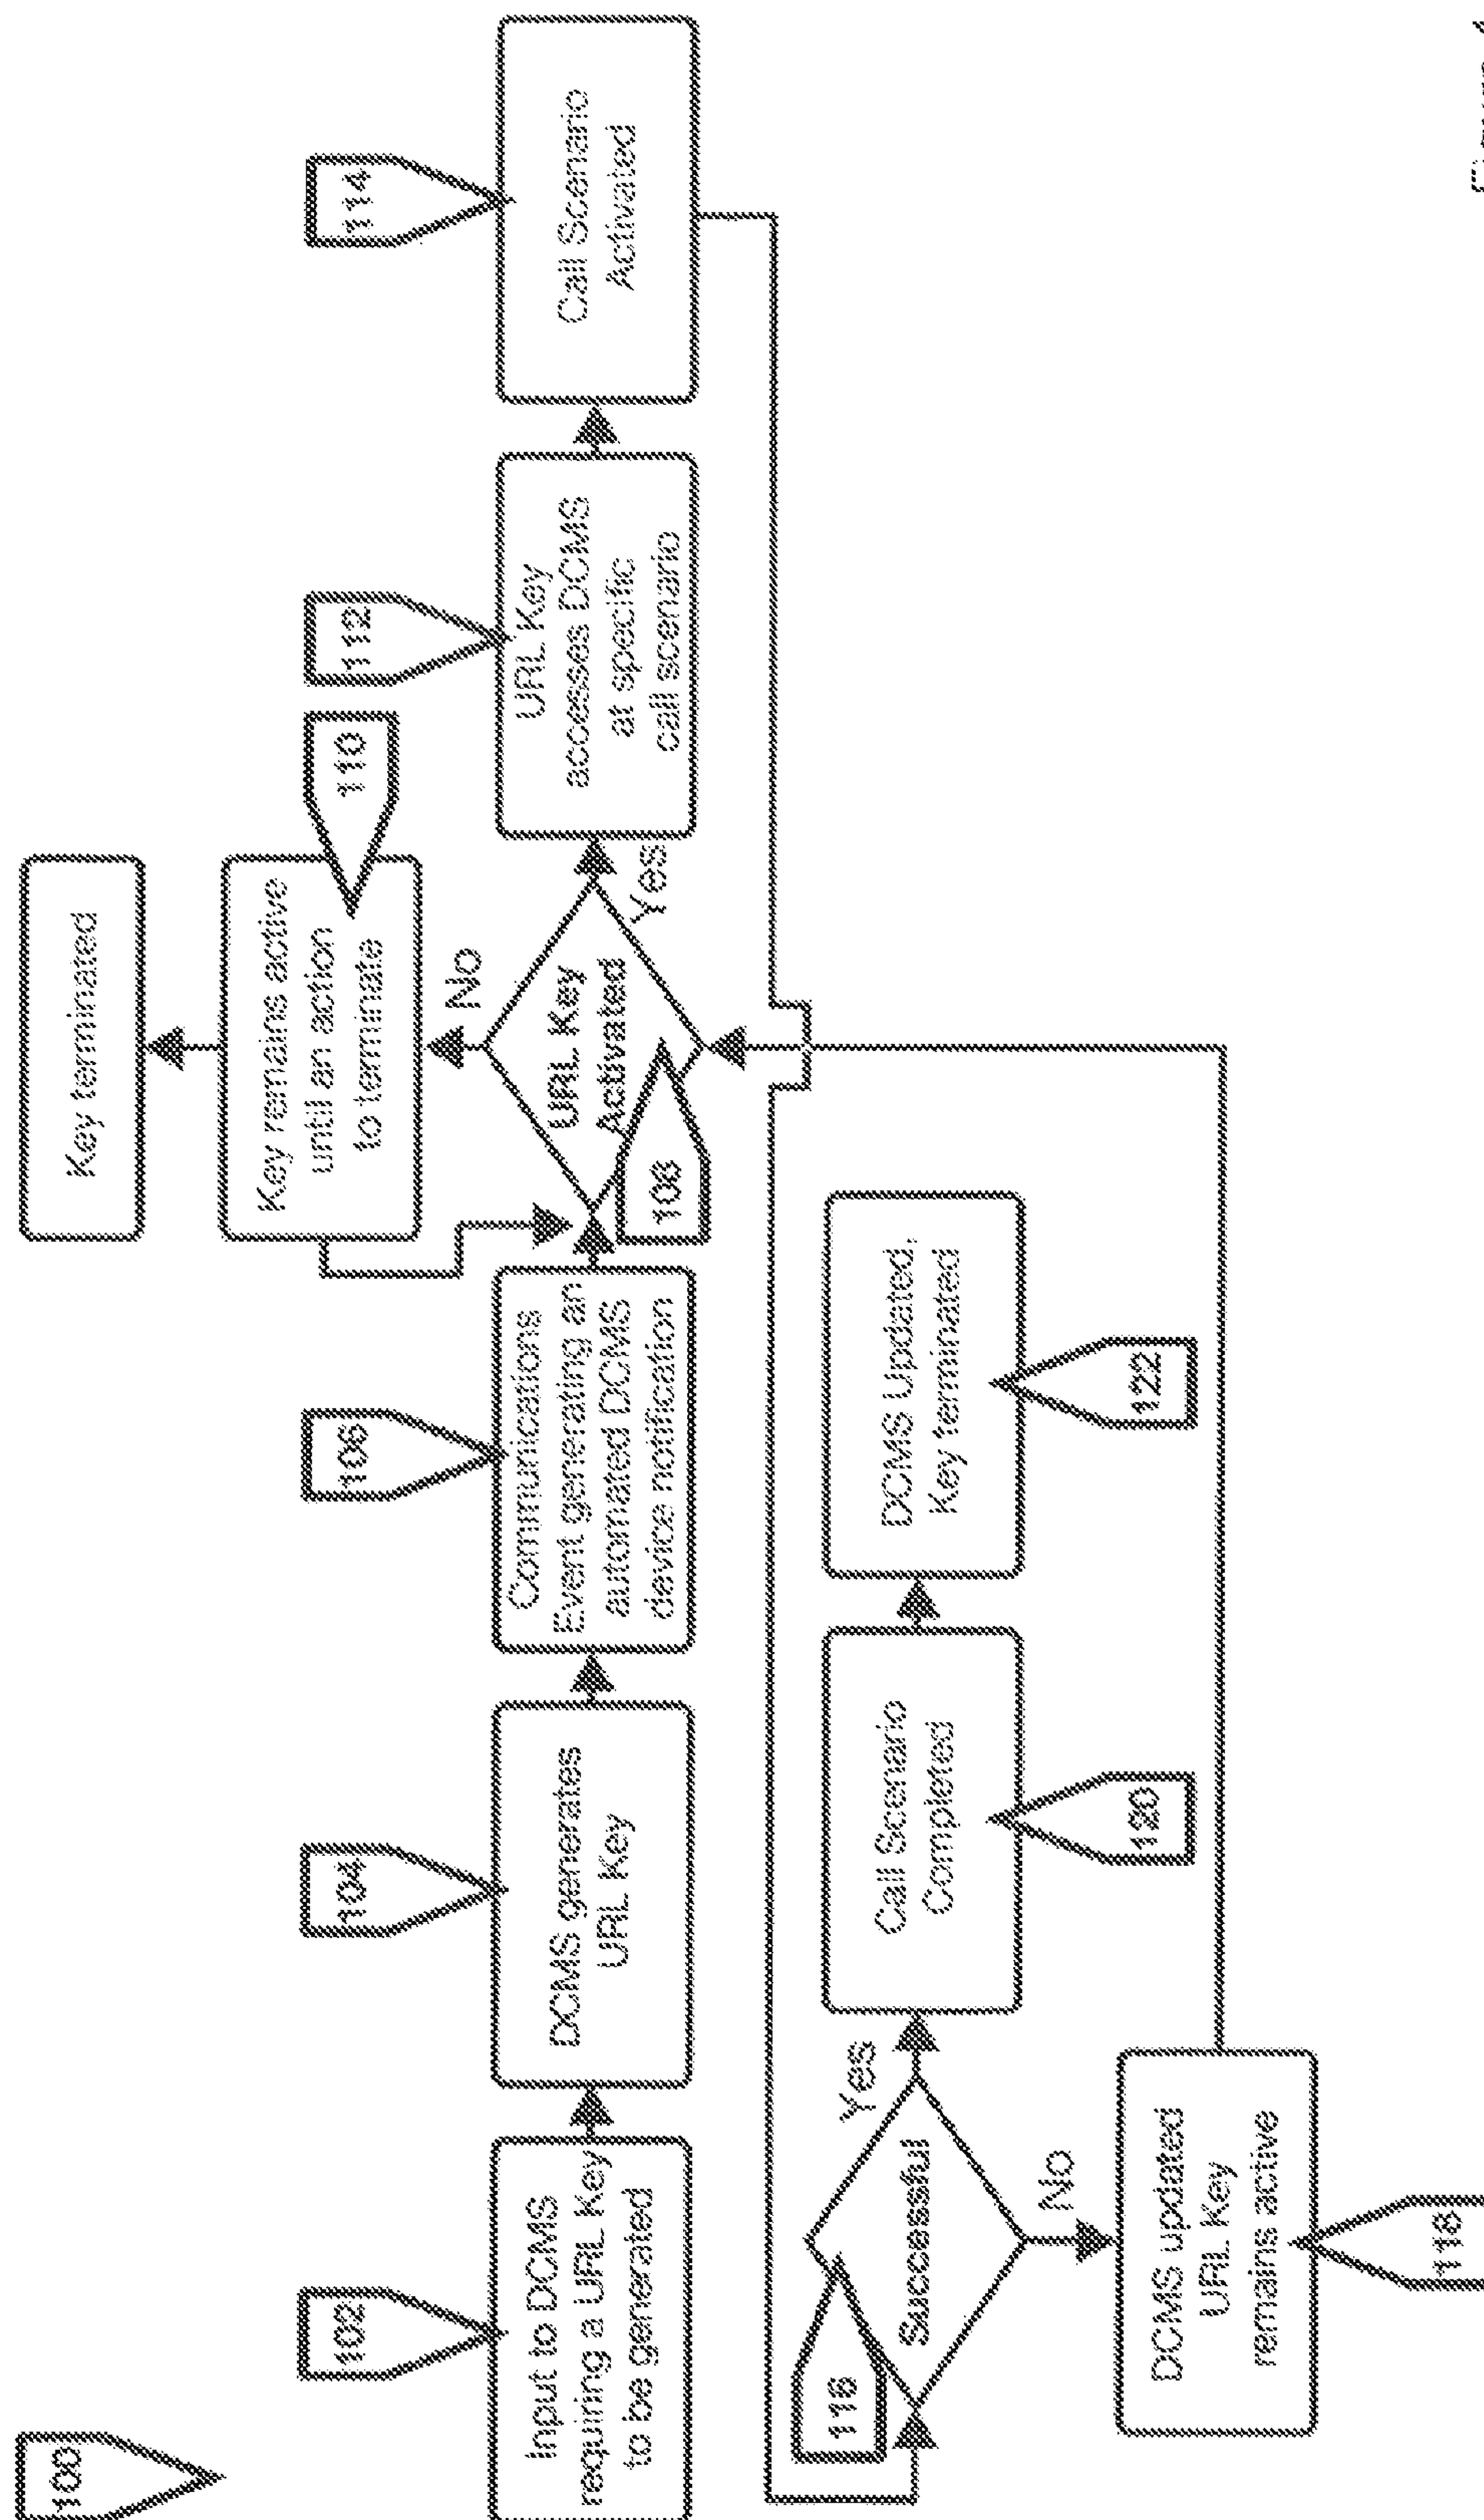 100
102
Input to DCMS
requiring a URL Key
to be generated
104
DCMS generates
URL Key
106
Communications
Event generating an
automated DCMS
device notification
108
URL Key
Activated
No
Yes
110
Key remains active
until an action
to terminate
Key terminated
112
URL Key
accesses DCMS
at specific
call scenario
114
Call Scenario
Activated
116
Successful
Yes
No
118
DCMS updated
URL Key
remains active
120
Call Scenario
Completed
122
DCMS Updated,
Key terminated